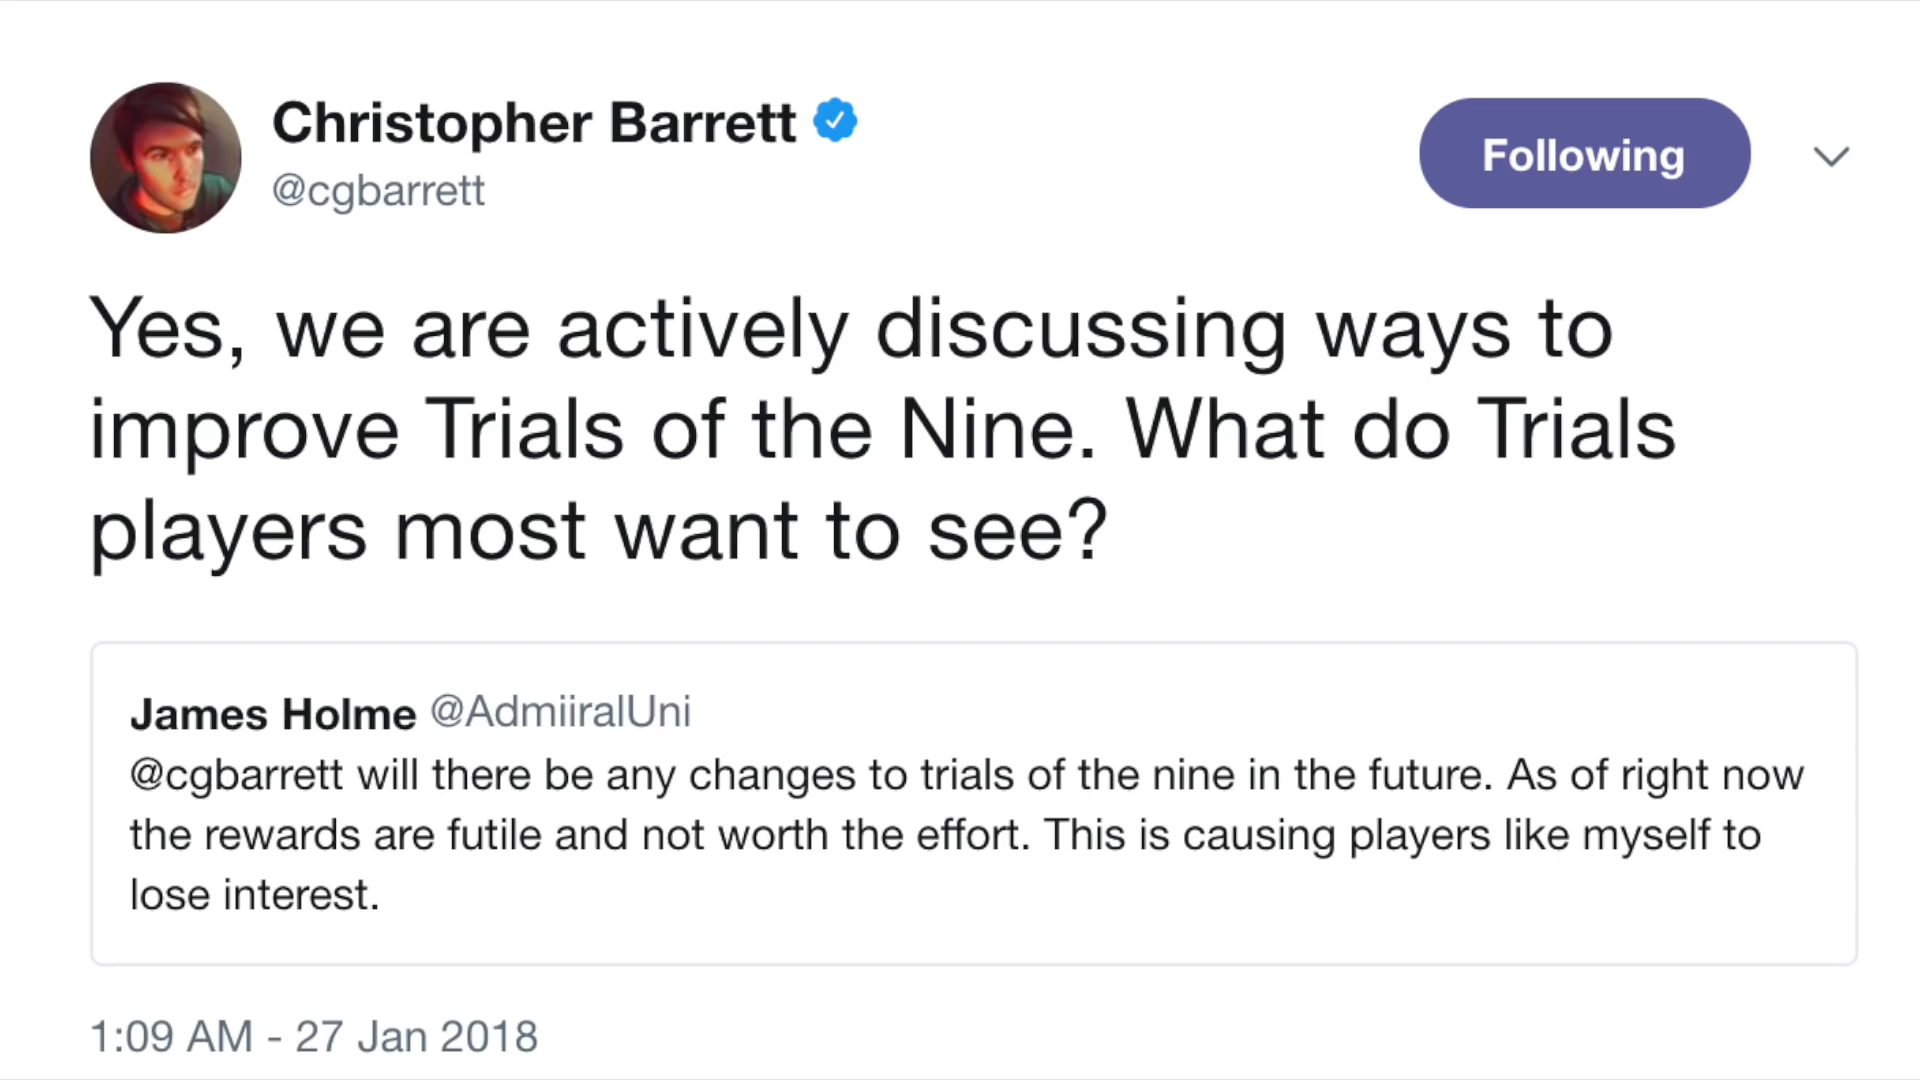 Christopher Barrett
@cgbarrett
Following
Yes, we are actively discussing ways to
improve Trials of the Nine. What do Trials
players most want to see?
James Holme @AdmiiralUni
@cgbarrett will there be any changes to trials of the nine in the future. As of right now
the rewards are futile and not worth the effort. This is causing players like myself to
lose interest.
1:09 AM - 27 Jan 2018